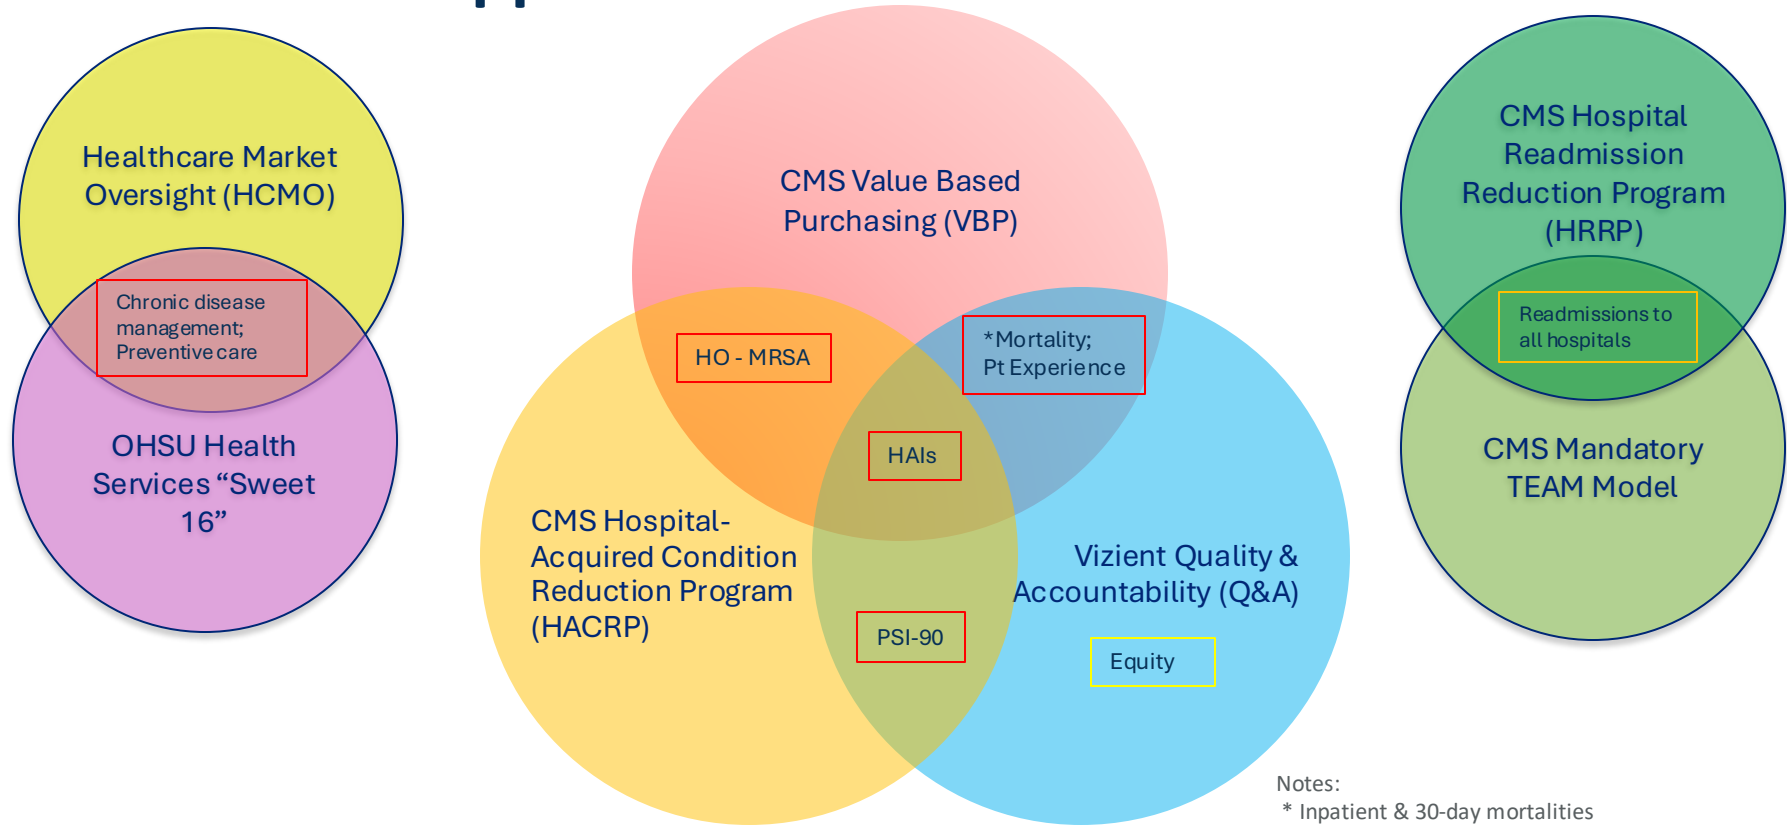 Healthcare Market
Oversight (HCMO)
Chronic disease
management;
Preventive care
OHSU Health
Services “Sweet
16”
CMS Value Based
Purchasing (VBP)
HO - MRSA
*Mortality;
Pt Experience
HAIs
CMS Hospital-
Acquired Condition
Reduction Program
(HACRP)
Vizient Quality &
Accountability (Q&A)
PSI-90
Equity
CMS Hospital
Readmission
Reduction Program
(HRRP)
Readmissions to
all hospitals
CMS Mandatory
TEAM Model
Notes:
* Inpatient & 30-day mortalities